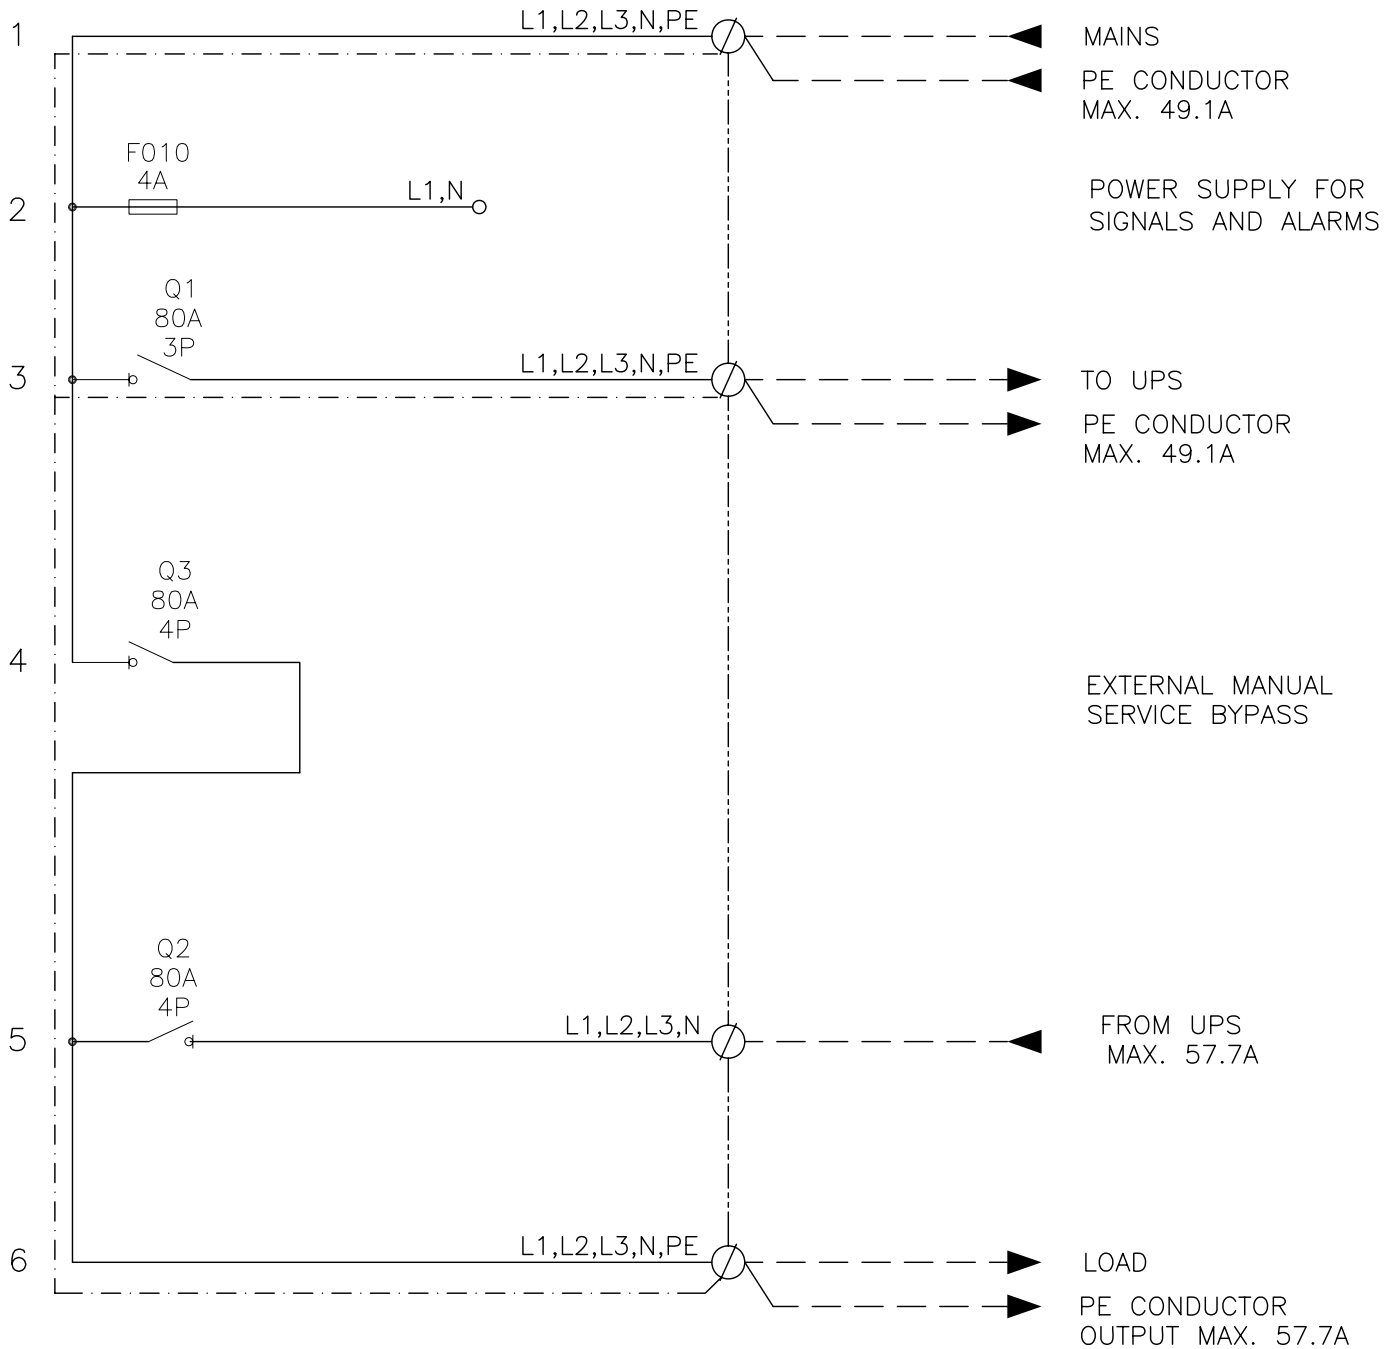 1
L1,L2,L3,N,PE
MAINS
PE CONDUCTOR
MAX. 49.1A
F010
4A
2
L1,N
POWER SUPPLY FOR
SIGNALS AND ALARMS
Q1
80A
3P
3
L1,L2,L3,N,PE
TO UPS
PE CONDUCTOR
MAX. 49.1A
Q3
80A
4P
4
EXTERNAL MANUAL
SERVICE BYPASS
Q2
80A
4P
5
L1,L2,L3,N
FROM UPS
MAX. 57.7A
6
L1,L2,L3,N,PE
LOAD
PE CONDUCTOR
OUTPUT MAX. 57.7A